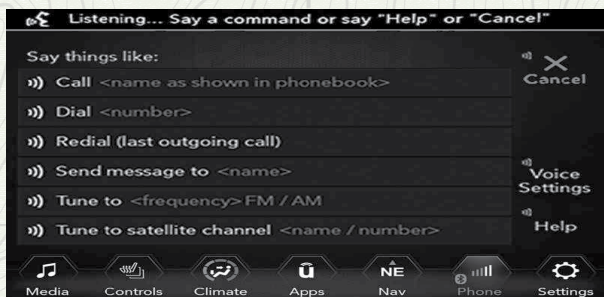 Listening... Say a command or say "Help" or "Cancel"
Say things like:
Call <name as shown in phonebook>
Cancel
Dial <number>
Redial (last outgoing call)
Send message to <name>
Voice
Settings
Tune to <frequency> FM / AM
Help
Tune to satellite channel <name / number>
ū
NE
Media Controls Climate Apps Nav Phone Settings